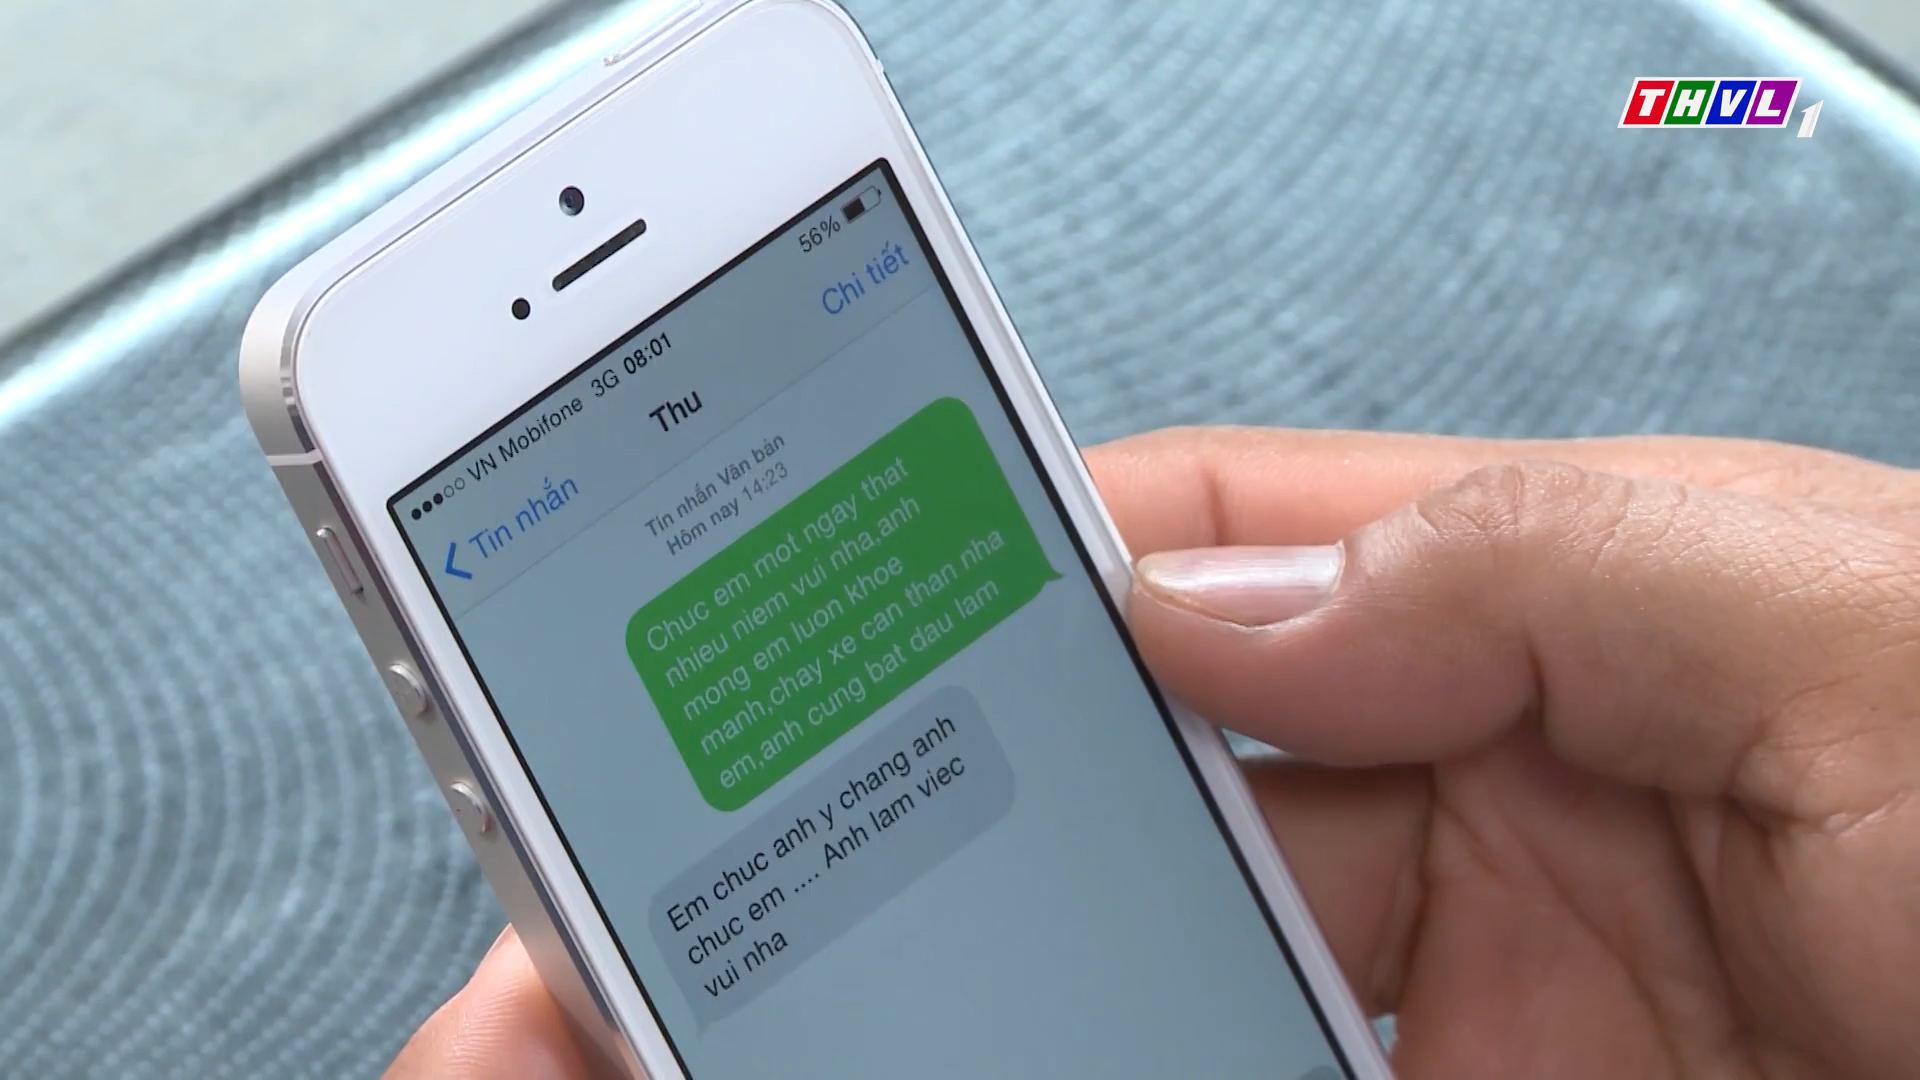 THVL1
VN Mobifone 3G 08:01 56%
Tin nhắn Thu Chi tiết
Tin nhắn Văn bản
Hôm nay 14:23
Chuc em mot ngay that
nhieu niem vui nha,anh
mong em luon khoe
manh,chay xe can than nha
em,anh cung bat dau lam
Em chuc anh y chang anh
chuc em .... Anh lam viec
vui nha